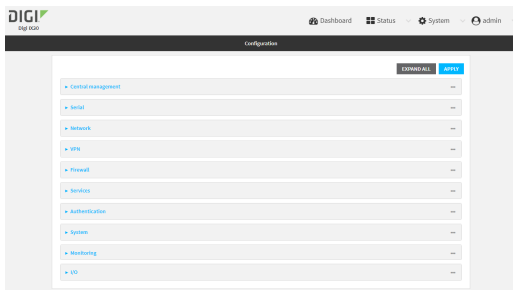 DIGI
Digi IX10
Dashboard Status System admin
Configuration
EXPAND ALL APPLY
Central management
Serial
Network
VPN
Firewall
Services
Authentication
System
Monitoring
I/O